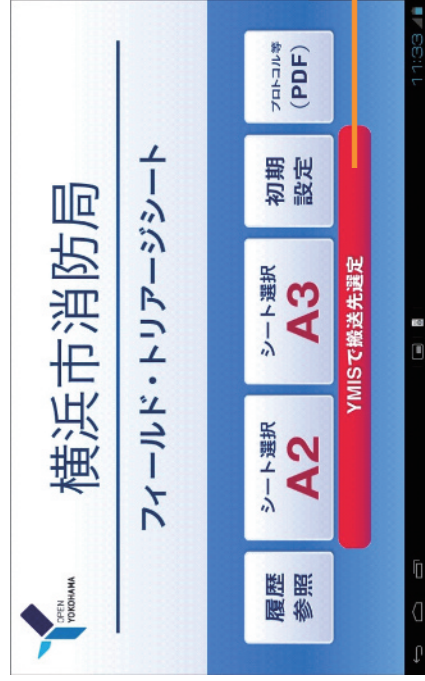 OPEN
YOKOHAMA
横浜市消防局
フィールド・トリアージシート
履歴
参照
シート選択
A2
シート選択
A3
初期
設定
プロトコル等
(PDF)
YMISで搬送先選定
11:33